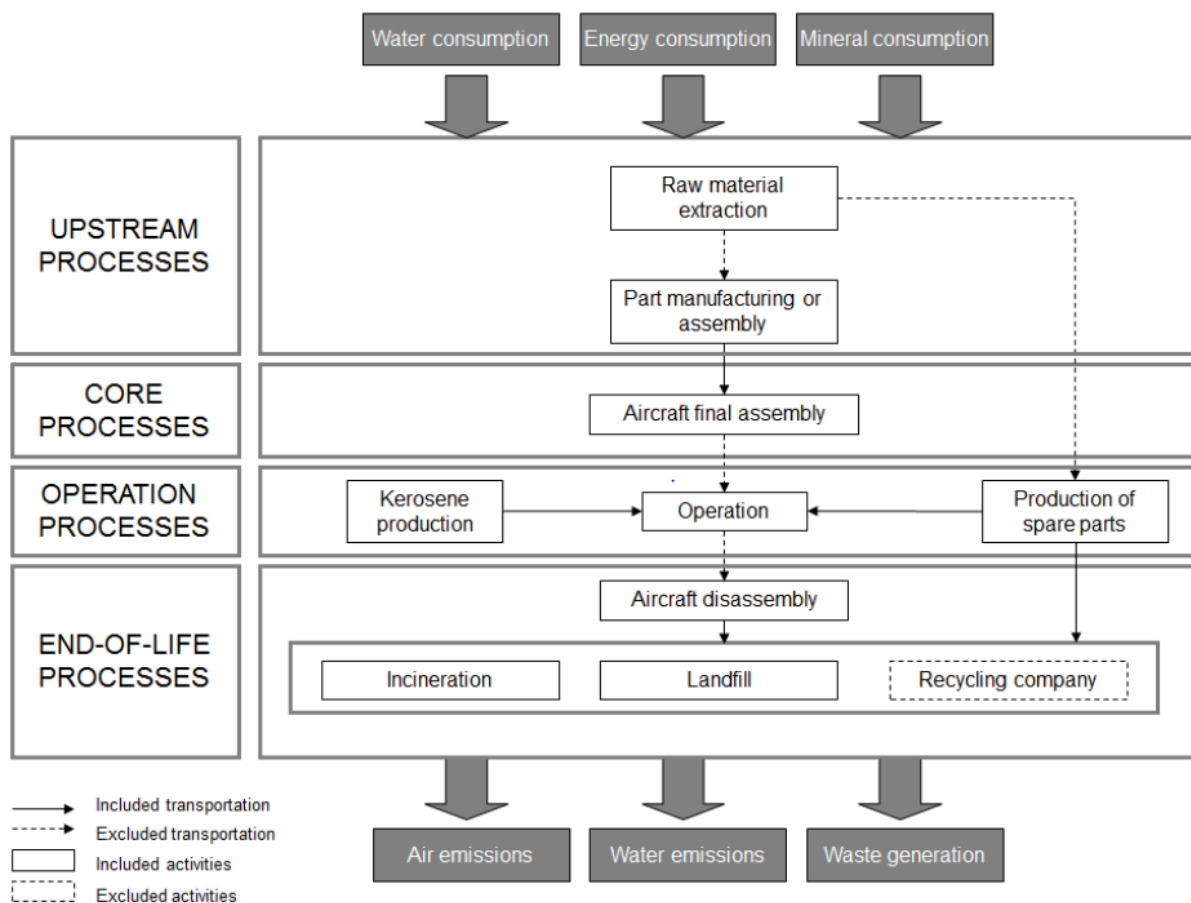 Water consumption
Energy consumption
Mineral consumption
UPSTREAM
PROCESSES
Raw material
extraction
Part manufacturing or
assembly
CORE
PROCESSES
Aircraft final assembly
OPERATION
PROCESSES
Kerosene
production
Operation
Production of
spare parts
END-OF-LIFE
PROCESSES
Aircraft disassembly
Incineration
Landfill
Recycling company
Included transportation
Excluded transportation
Included activities
Excluded activities
Air emissions
Water emissions
Waste generation